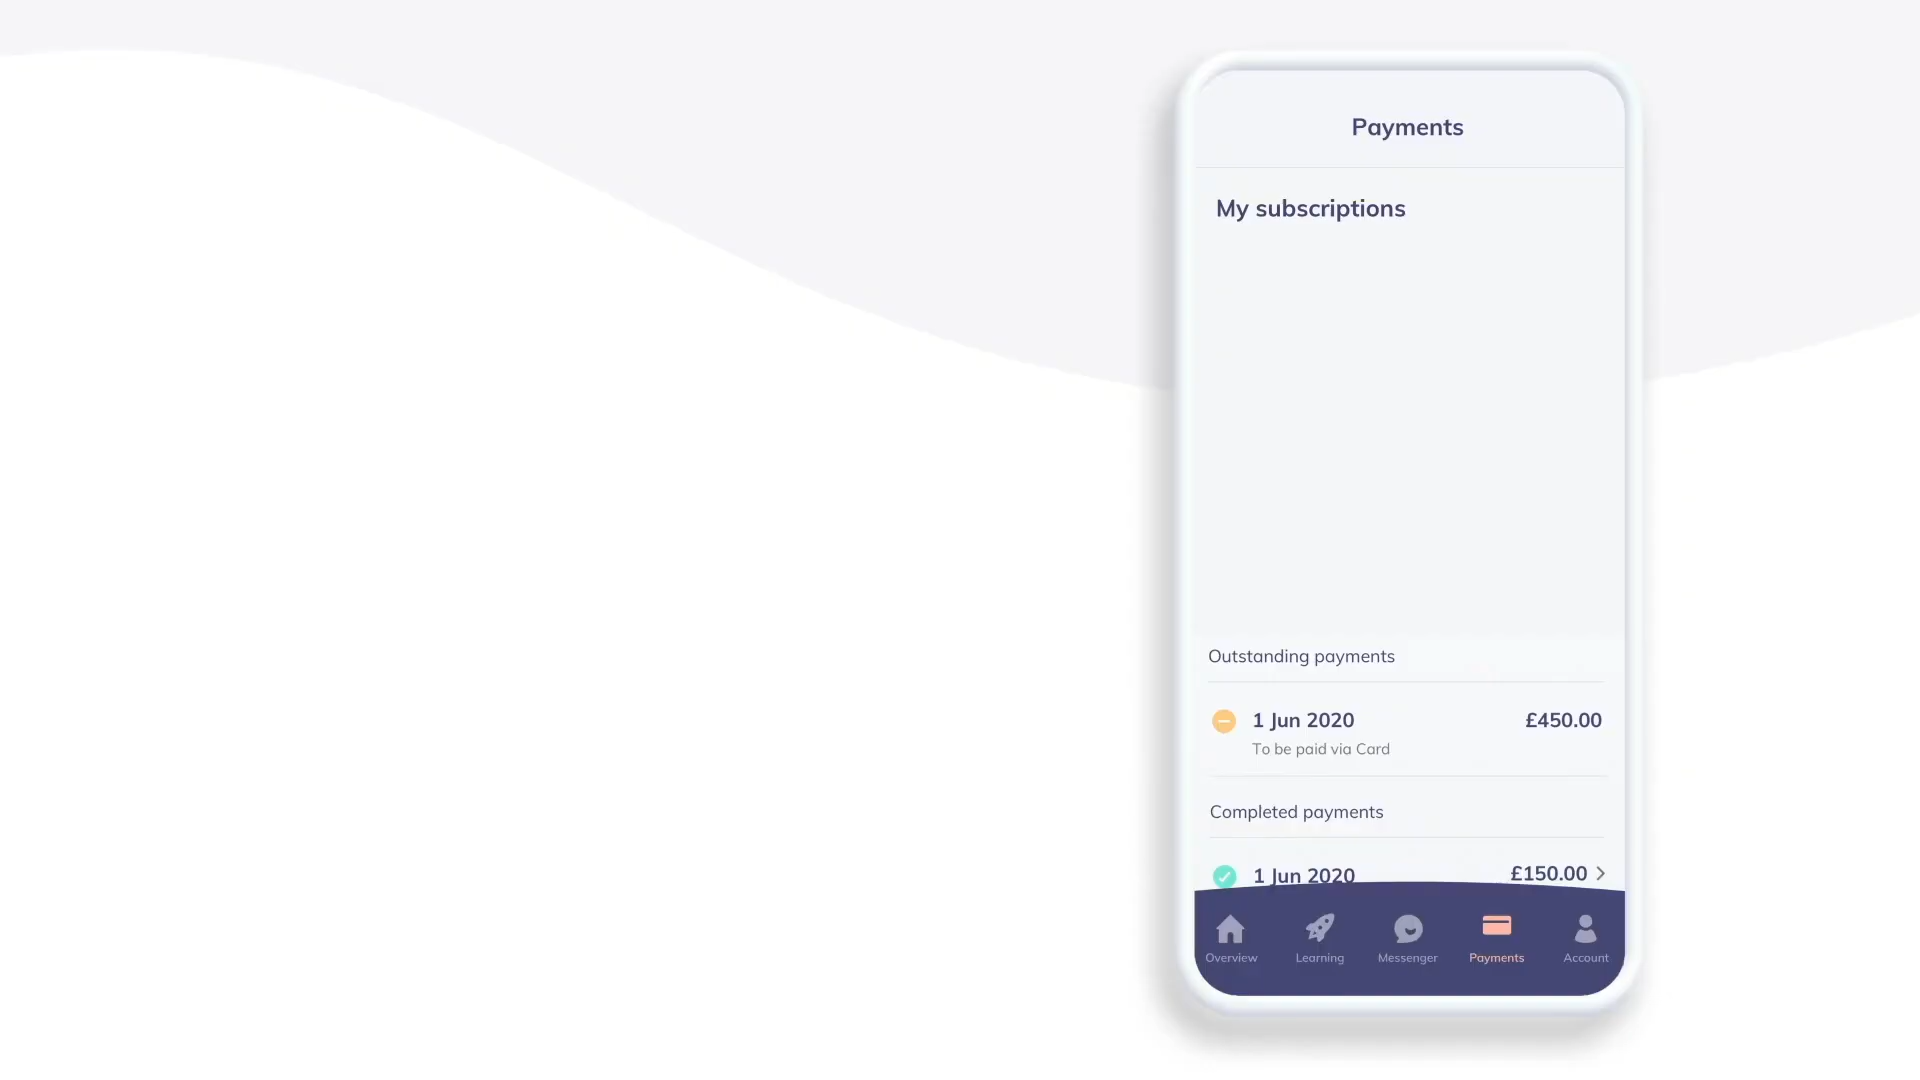 Payments
My subscriptions
Outstanding payments
1 Jun 2020 £450.00
To be paid via Card
Completed payments
1 Jun 2020 £150.00
Overview Learning Messenger Payments Account